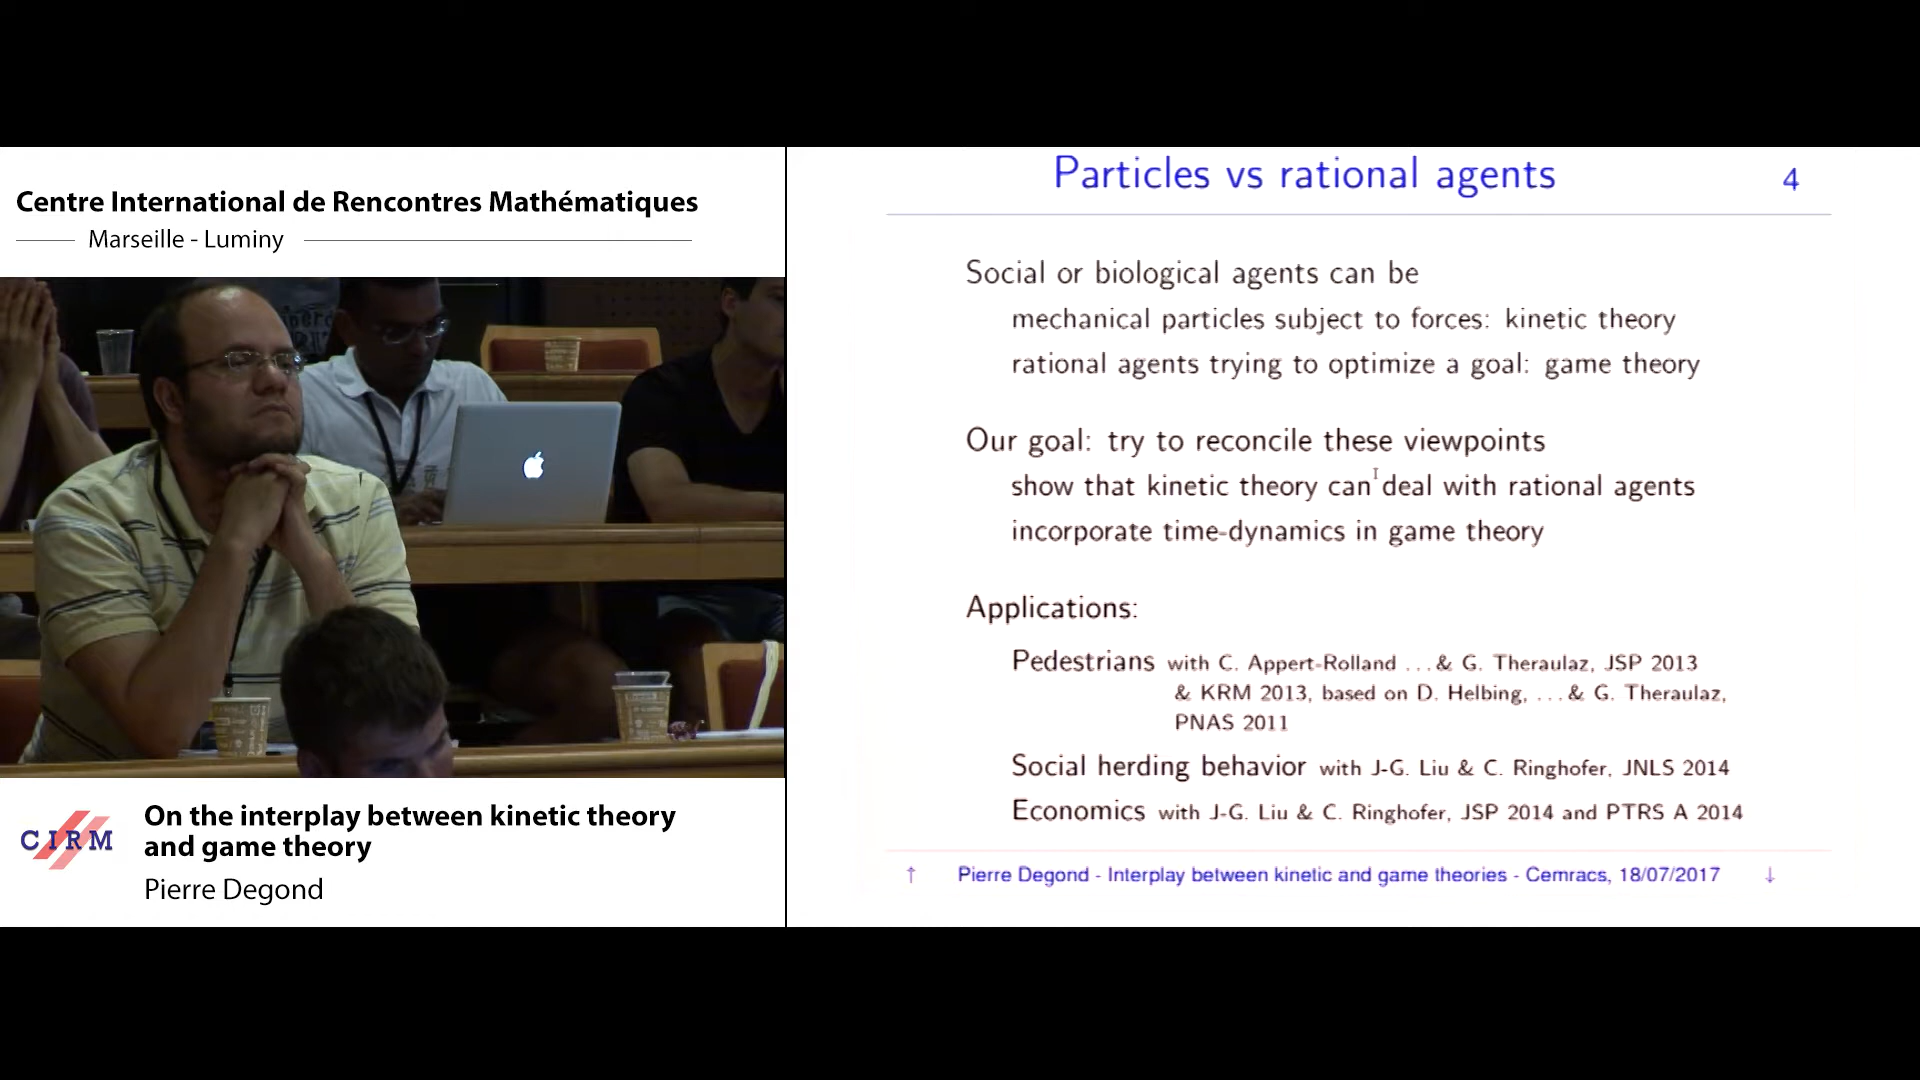 Centre International de Rencontres Mathématiques
Marseille - Luminy
CIRM
On the interplay between kinetic theory
and game theory
Pierre Degond
Particles vs rational agents
4
Social or biological agents can be
mechanical particles subject to forces: kinetic theory
rational agents trying to optimize a goal: game theory
Our goal: try to reconcile these viewpoints
show that kinetic theory can deal with rational agents
incorporate time-dynamics in game theory
Applications:
Pedestrians with C. Appert-Rolland ... & G. Theraulaz, JSP 2013
& KRM 2013, based on D. Helbing, ... & G. Theraulaz,
PNAS 2011
Social herding behavior with J-G. Liu & C. Ringhofer, JNLS 2014
Economics with J-G. Liu & C. Ringhofer, JSP 2014 and PTRS A 2014
↑ Pierre Degond - Interplay between kinetic and game theories - Cemracs, 18/07/2017 ↓